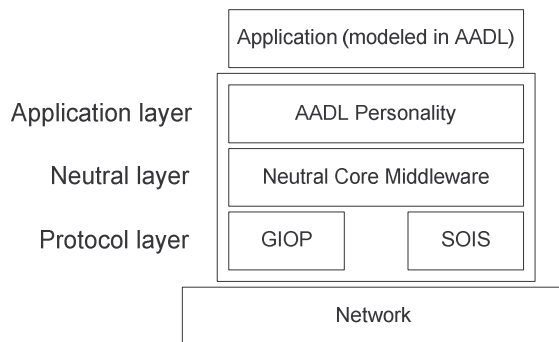 Application (modeled in AADL)
Application layer
AADL Personality
Neutral layer
Neutral Core Middleware
Protocol layer
GIOP
SOIS
Network